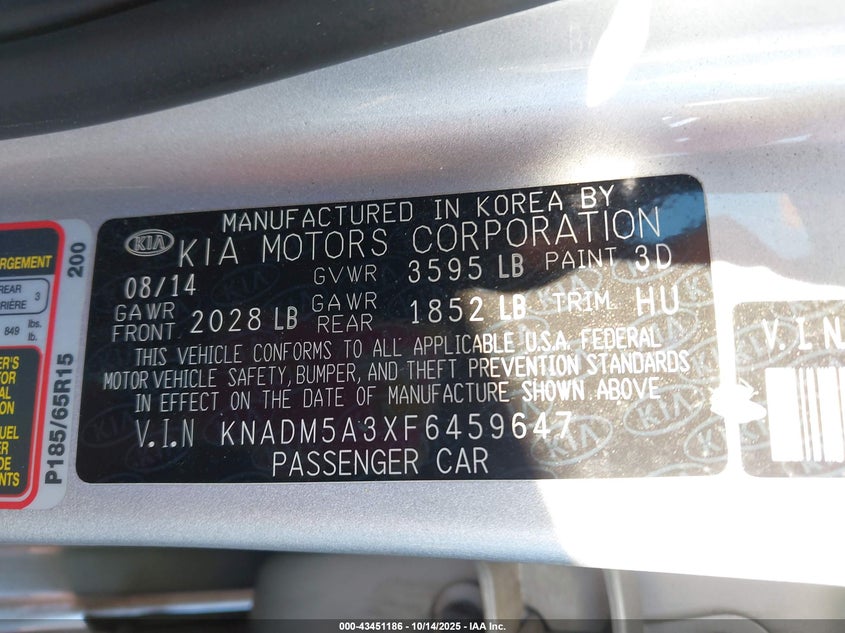 MANUFACTURED IN KOREA BY
KIA KIA MOTORS CORPORATION
08/14 GVWR 3595 LB PAINT 3D
GAWR FRONT 2028 LB GAWR REAR 1852 LB TRIM. HU
THIS VEHICLE CONFORMS TO ALL APPLICABLE U.S.A. FEDERAL
MOTOR VEHICLE SAFETY, BUMPER, AND THEFT PREVENTION STANDARDS
IN EFFECT ON THE DATE OF MANUFACTURE SHOWN ABOVE
V.I.N KNADM5A3XF6459647
PASSENGER CAR
REAR 3
849 lbs.
lb.
200
P185/65R15
V.I.N
000-43451186 - 10/14/2025 - IAA Inc.